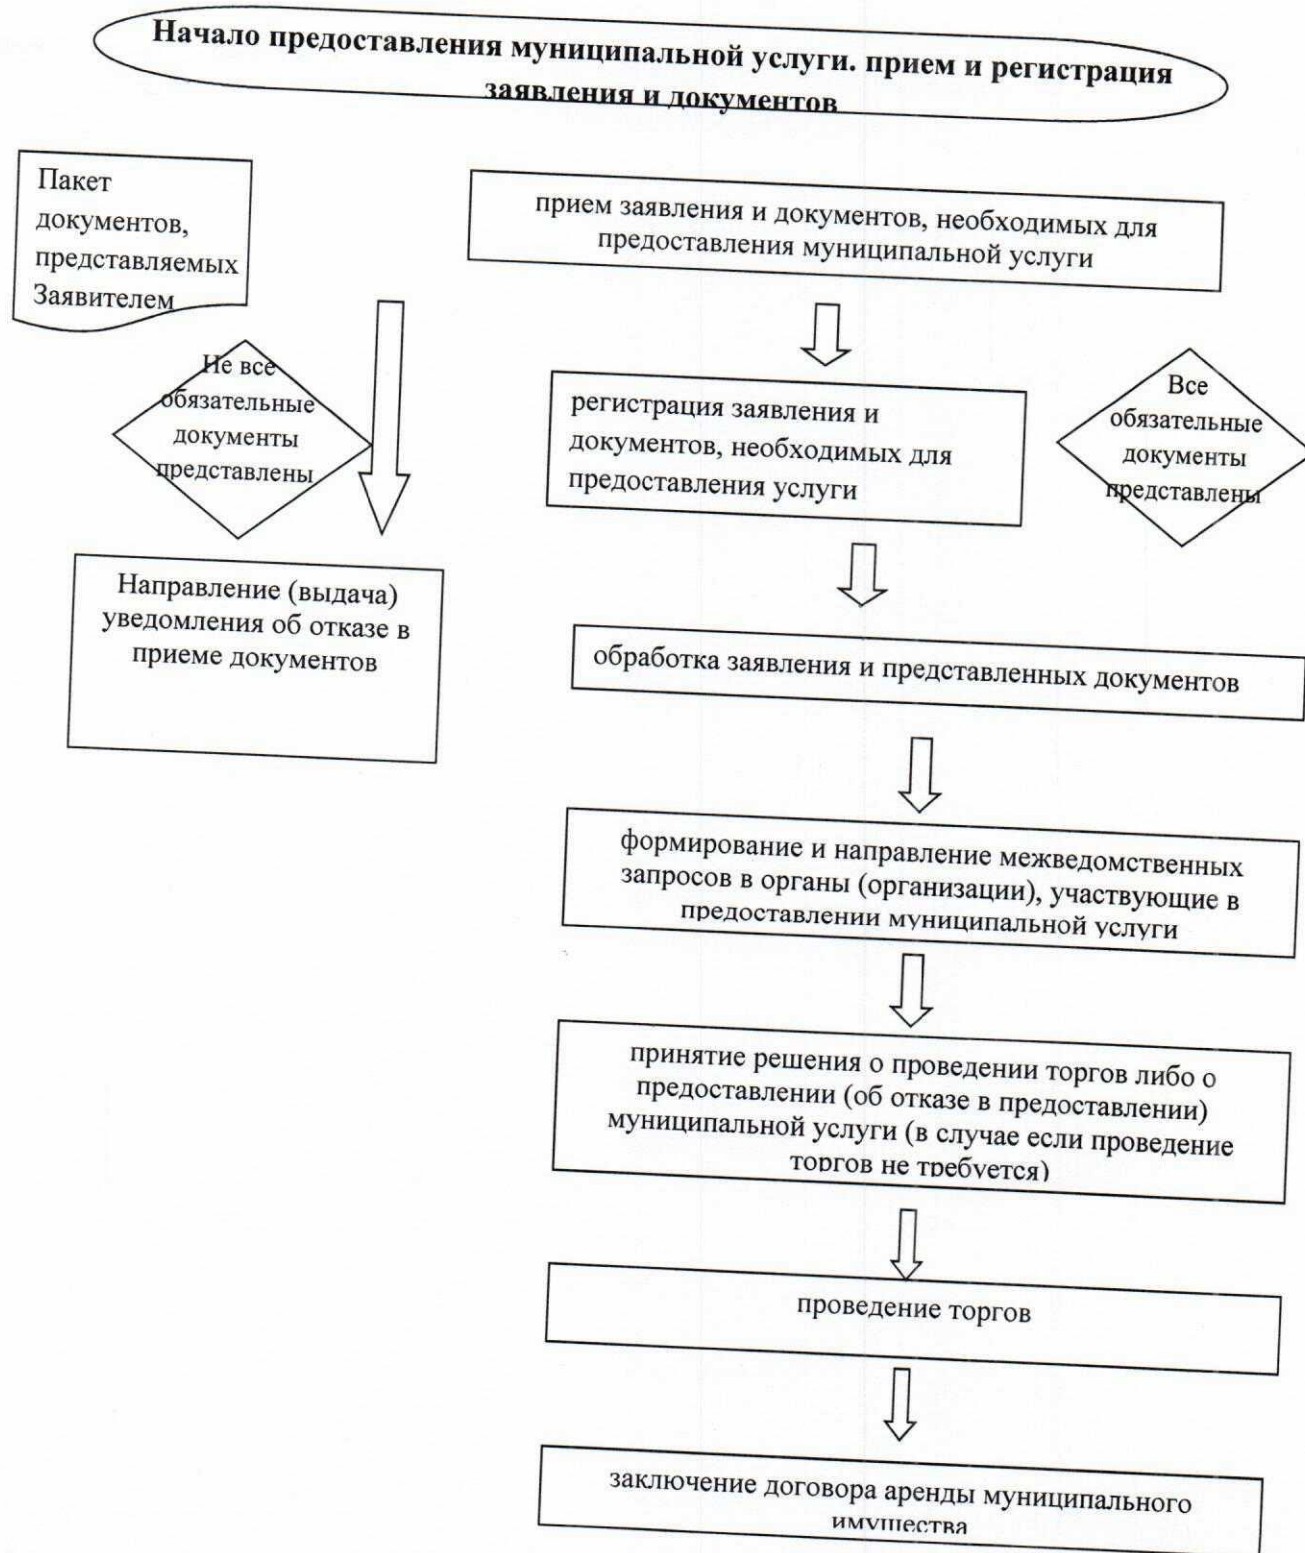 Начало предоставления муниципальной услуги. прием и регистрация
заявления и документов
Пакет
документов,
представляемых
Заявителем
прием заявления и документов, необходимых для
предоставления муниципальной услуги
Не все
обязательные
документы
представлены
регистрация заявления и
документов, необходимых для
предоставления услуги
Все
обязательные
документы
представлены
Направление (выдача)
уведомления об отказе в
приеме документов
обработка заявления и представленных документов
формирование и направление межведомственных
запросов в органы (организации), участвующие в
предоставлении муниципальной услуги
принятие решения о проведении торгов либо о
предоставлении (об отказе в предоставлении)
муниципальной услуги (в случае если проведение
торгов не требуется)
проведение торгов
заключение договора аренды муниципального
имущества